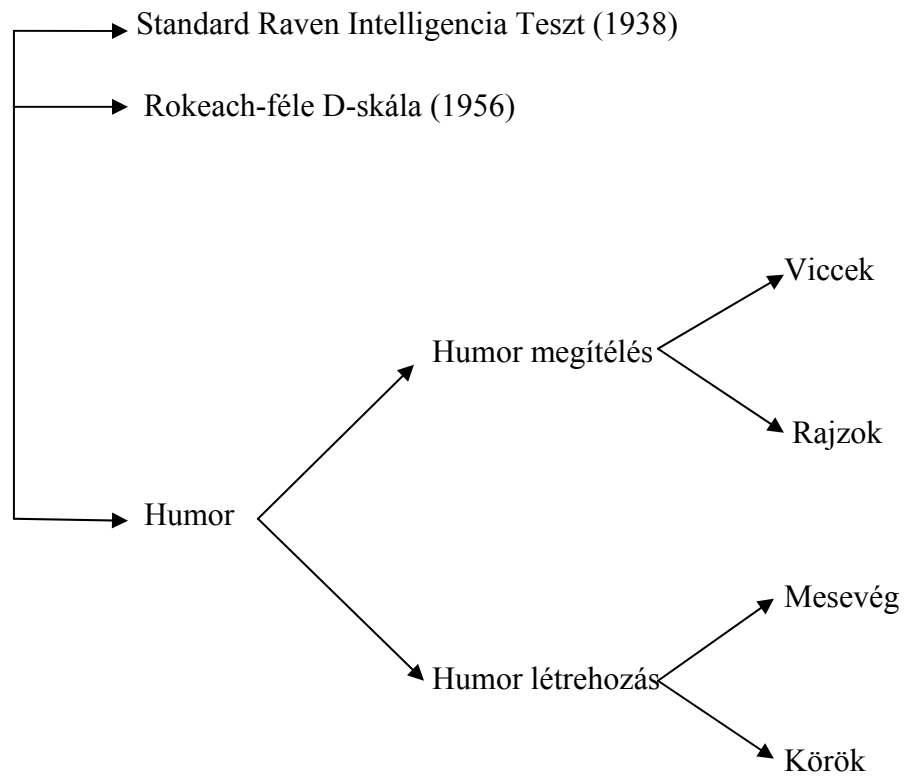 Standard Raven Intelligencia Teszt (1938)
Rokeach-féle D-skála (1956)
Viccek
Humor megítélés
Rajzok
Humor
Mesevég
Humor létrehozás
Körök